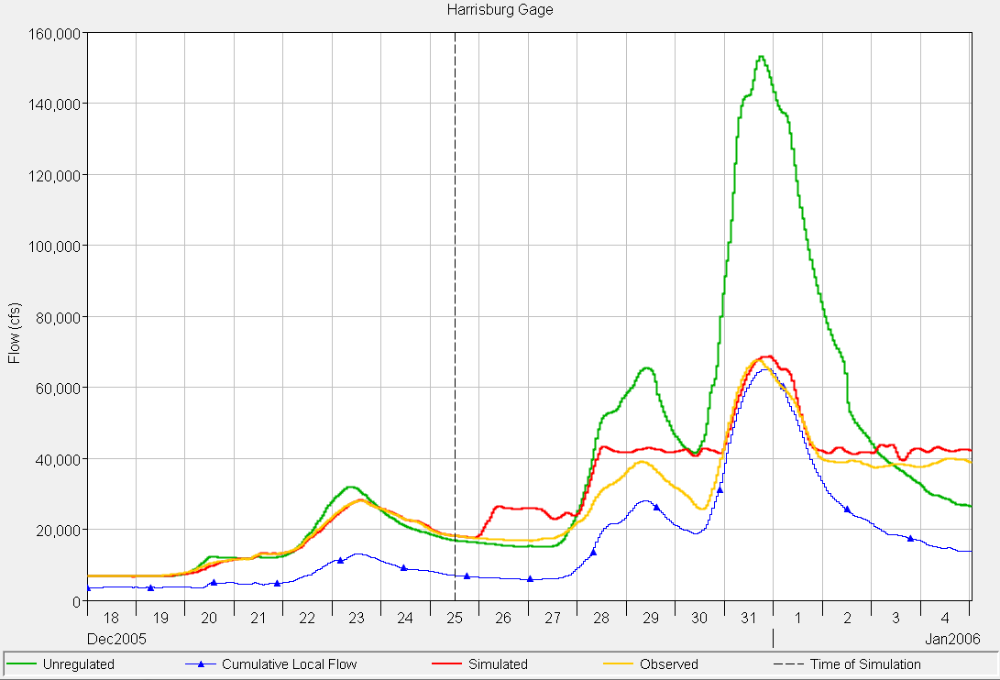 Harrisburg Gage
160,000
140,000
120,000
100,000
80,000
60,000
40,000
20,000
0
Flow (cfs)
18 19 20 21 22 23 24 25 26 27 28 29 30 31 1 2 3 4
Dec2005 Jan2006
Unregulated Cumulative Local Flow Simulated Observed Time of Simulation